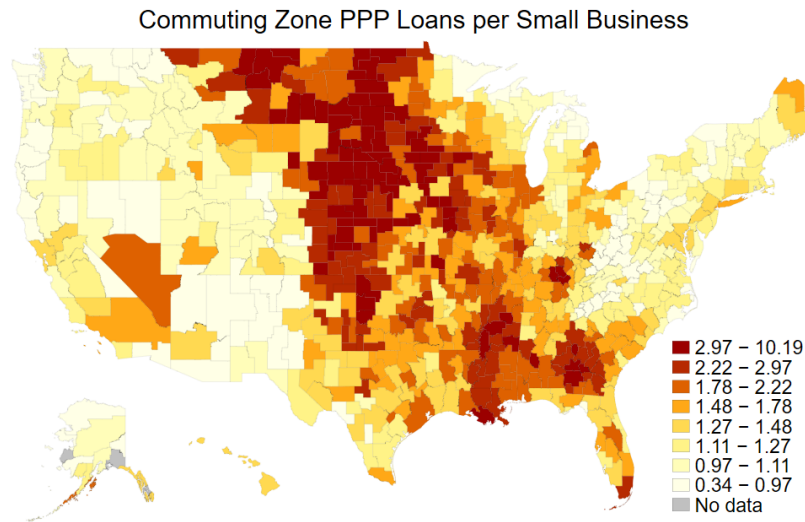 Commuting Zone PPP Loans per Small Business
2.97 − 10.19
2.22 − 2.97
1.78 − 2.22
1.48 − 1.78
1.27 − 1.48
1.11 − 1.27
0.97 − 1.11
0.34 − 0.97
No data